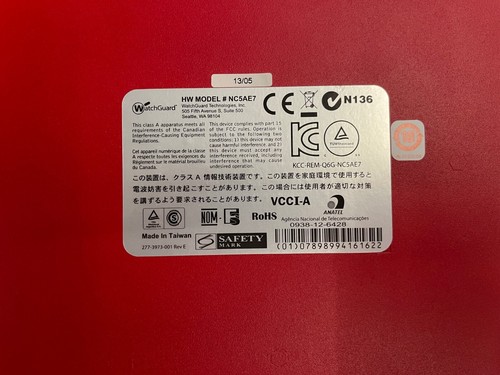 13/05
WatchGuard
HW MODEL # NC5AE7
WatchGuard Technologies, Inc.
505 Fifth Avenue S, Suite 500
Seattle, WA 98104
CE
N136
This class A apparatus meets all
requirements of the Canadian
Interference-Causing Equipment
Regulations.
Cet appareil numérique de la classe
A respecte toutes les exigences du
Règlement sur le matériel brouilleur
du Canada.
This device complies with part 15
of the FCC rules. Operation is
subject to the following two
conditions: 1) this device may not
cause harmful interference, and 2)
this device must accept any
interference received, including
interference that may cause
undesired operation.
KCC-REM-Q6G-NC5AE7
この装置は、クラスA情報技術装置です。この装置を家庭環境で使用すると
電波妨害を引き起こすことがあります。この場合には使用者が適切な対策
を講ずるよう要求されることがあります。
VCCI-A
ANATEL
NOM-
RoHS
Agência Nacional de Telecomunicações
0938-12-6428
Made In Taiwan
277-3973-001 Rev E
SAFETY
MARK
(01)07898994161622